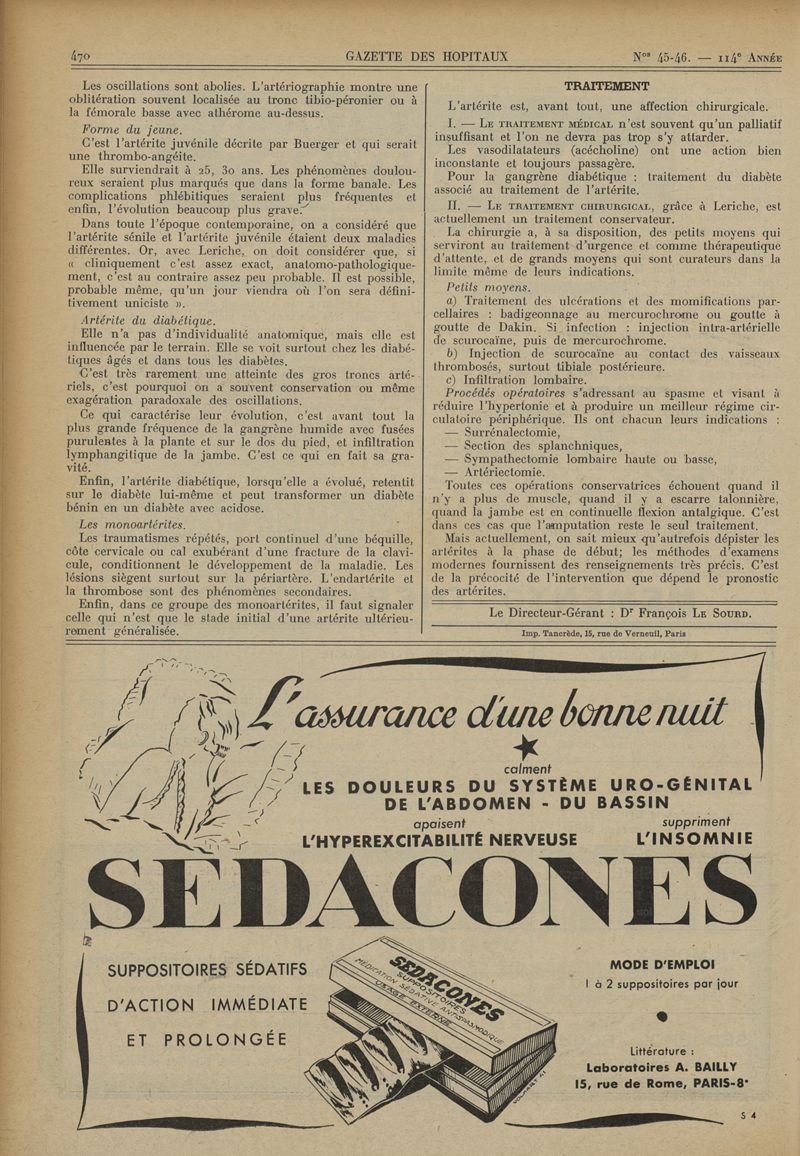 470
GAZETTE DES HOPITAUX
Nos 45-46. — 114e ANNÉE
Les oscillations sont abolies. L'artériographie montre une
oblitération souvent localisée au tronc tibio-péronier ou à
la fémorale basse avec athérome au-dessus.
Forme du jeune.
C'est l'artérite juvénile décrite par Buerger et qui serait
une thrombo-angéite.
Elle surviendrait à 25, 30 ans. Les phénomènes doulou-
reux seraient plus marqués que dans la forme banale. Les
complications phlébitiques seraient plus fréquentes et
enfin, l'évolution beaucoup plus grave.
Dans toute l'époque contemporaine, on a considéré que
l'artérite sénile et l'artérite juvénile étaient deux maladies
différentes. Or, avec Leriche, on doit considérer que, si
« cliniquement c'est assez exact, anatomo-pathologique-
ment, c'est au contraire assez peu probable. Il est possible,
probable même, qu'un jour viendra où l'on sera défini-
tivement uniciste ».
Artérite du diabétique.
Elle n'a pas d'individualité anatomique, mais elle est
influencée par le terrain. Elle se voit surtout chez les diabé-
tiques âgés et dans tous les diabètes.
C'est très rarement une atteinte des gros troncs arté-
riels, c'est pourquoi on a souvent conservation ou même
exagération paradoxale des oscillations.
Ce qui caractérise leur évolution, c'est avant tout la
plus grande fréquence de la gangrène humide avec fusées
purulentes à la plante et sur le dos du pied, et infiltration
lymphangitique de la jambe. C'est ce qui en fait sa gra-
vité.
Enfin, l'artérite diabétique, lorsqu'elle a évolué, retentit
sur le diabète lui-même et peut transformer un diabète
bénin en un diabète avec acidose.
Les monoartérites.
Les traumatismes répétés, port continuel d'une béquille,
côte cervicale ou cal exubérant d'une fracture de la clavi-
cule, conditionnent le développement de la maladie. Les
lésions siègent surtout sur la périartère. L'endartérite et
la thrombose sont des phénomènes secondaires.
Enfin, dans ce groupe des monoartérites, il faut signaler
celle qui n'est que le stade initial d'une artérite ultérieu-
rement généralisée.
TRAITEMENT
L'artérite est, avant tout, une affection chirurgicale.
I. — LE TRAITEMENT MÉDICAL n'est souvent qu'un palliatif
insuffisant et l'on ne devra pas trop s'y attarder.
Les vasodilatateurs (acécholine) ont une action bien
inconstante et toujours passagère.
Pour la gangrène diabétique : traitement du diabète
associé au traitement de l'artérite.
II. — LE TRAITEMENT CHIRURGICAL, grâce à Leriche, est
actuellement un traitement conservateur.
La chirurgie a, à sa disposition, des petits moyens qui
serviront au traitement d'urgence et comme thérapeutique
d'attente, et de grands moyens qui sont curateurs dans la
limite même de leurs indications.
Petits moyens.
a) Traitement des ulcérations et des momifications par-
cellaires : badigeonnage au mercurochrome ou goutte à
goutte de Dakin. Si infection : injection intra-artérielle
de scurocaïne, puis de mercurochrome.
b) Injection de scurocaïne au contact des vaisseaux
thrombosés, surtout tibiale postérieure.
c) Infiltration lombaire.
Procédés opératoires s'adressant au spasme et visant à
réduire l'hypertonie et à produire un meilleur régime cir-
culatoire périphérique. Ils ont chacun leurs indications :
— Surrénalectomie,
— Section des splanchniques,
— Sympathectomie lombaire haute ou basse,
— Artériectomie.
Toutes ces opérations conservatrices échouent quand il
n'y a plus de muscle, quand il y a escarre talonnière,
quand la jambe est en continuelle flexion antalgique. C'est
dans ces cas que l'amputation reste le seul traitement.
Mais actuellement, on sait mieux qu'autrefois dépister les
artérites à la phase de début; les méthodes d'examens
modernes fournissent des renseignements très précis. C'est
de la précocité de l'intervention que dépend le pronostic
des artérites.
Le Directeur-Gérant : Dr François LE SOURD.
Imp. Tancrède, 15, rue de Verneuil, Paris
L'assurance d'une bonne nuit
calment
LES DOULEURS DU SYSTÈME URO-GÉNITAL
DE L'ABDOMEN - DU BASSIN
apaisent
L'HYPEREXCITABILITÉ NERVEUSE
suppriment
L'INSOMNIE
SEDACONES
SUPPOSITOIRES SÉDATIFS
D'ACTION IMMÉDIATE
ET PROLONGÉE
SEDACONES
SUPPOSITOIRES
MÉDICATION SÉDATIVE ANTISPASMODIQUE
USAGE EXTERNE
MODE D'EMPLOI
1 à 2 suppositoires par jour
Littérature :
Laboratoires A. BAILLY
15, rue de Rome, PARIS-8e
S 4